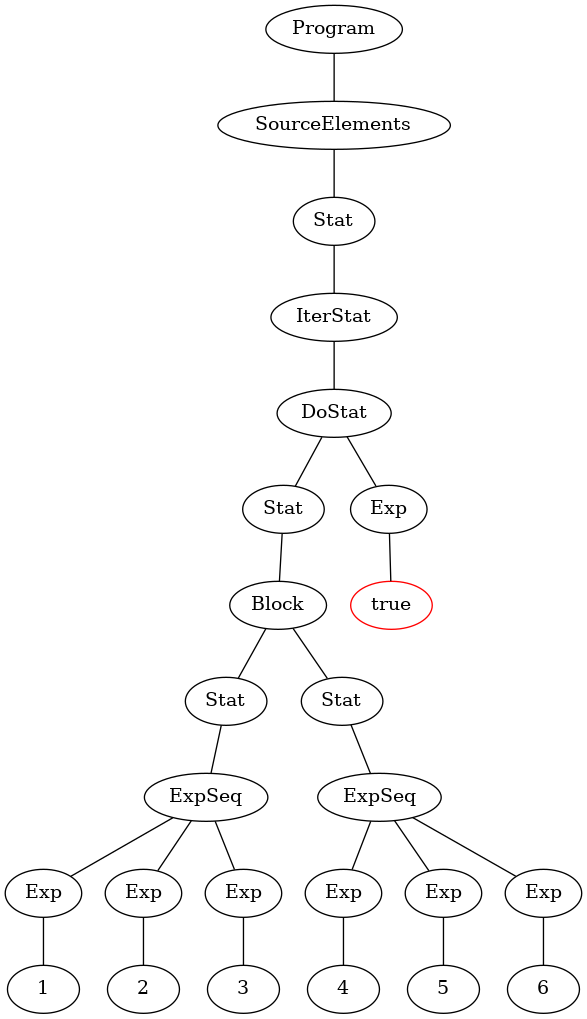 Program
SourceElements
Stat
IterStat
DoStat
Stat Exp
Block true
Stat Stat
ExpSeq ExpSeq
Exp Exp Exp Exp Exp Exp
1 2 3 4 5 6